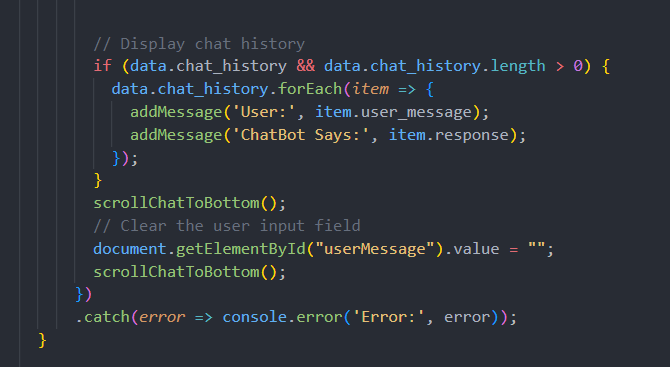 // Display chat history
if (data.chat_history && data.chat_history.length > 0) {
data.chat_history.forEach(item => {
addMessage('User:', item.user_message);
addMessage('ChatBot Says:', item.response);
});
}
scrollChatToBottom();
// Clear the user input field
document.getElementById("userMessage").value = "";
scrollChatToBottom();
})
.catch(error => console.error('Error:', error));
}